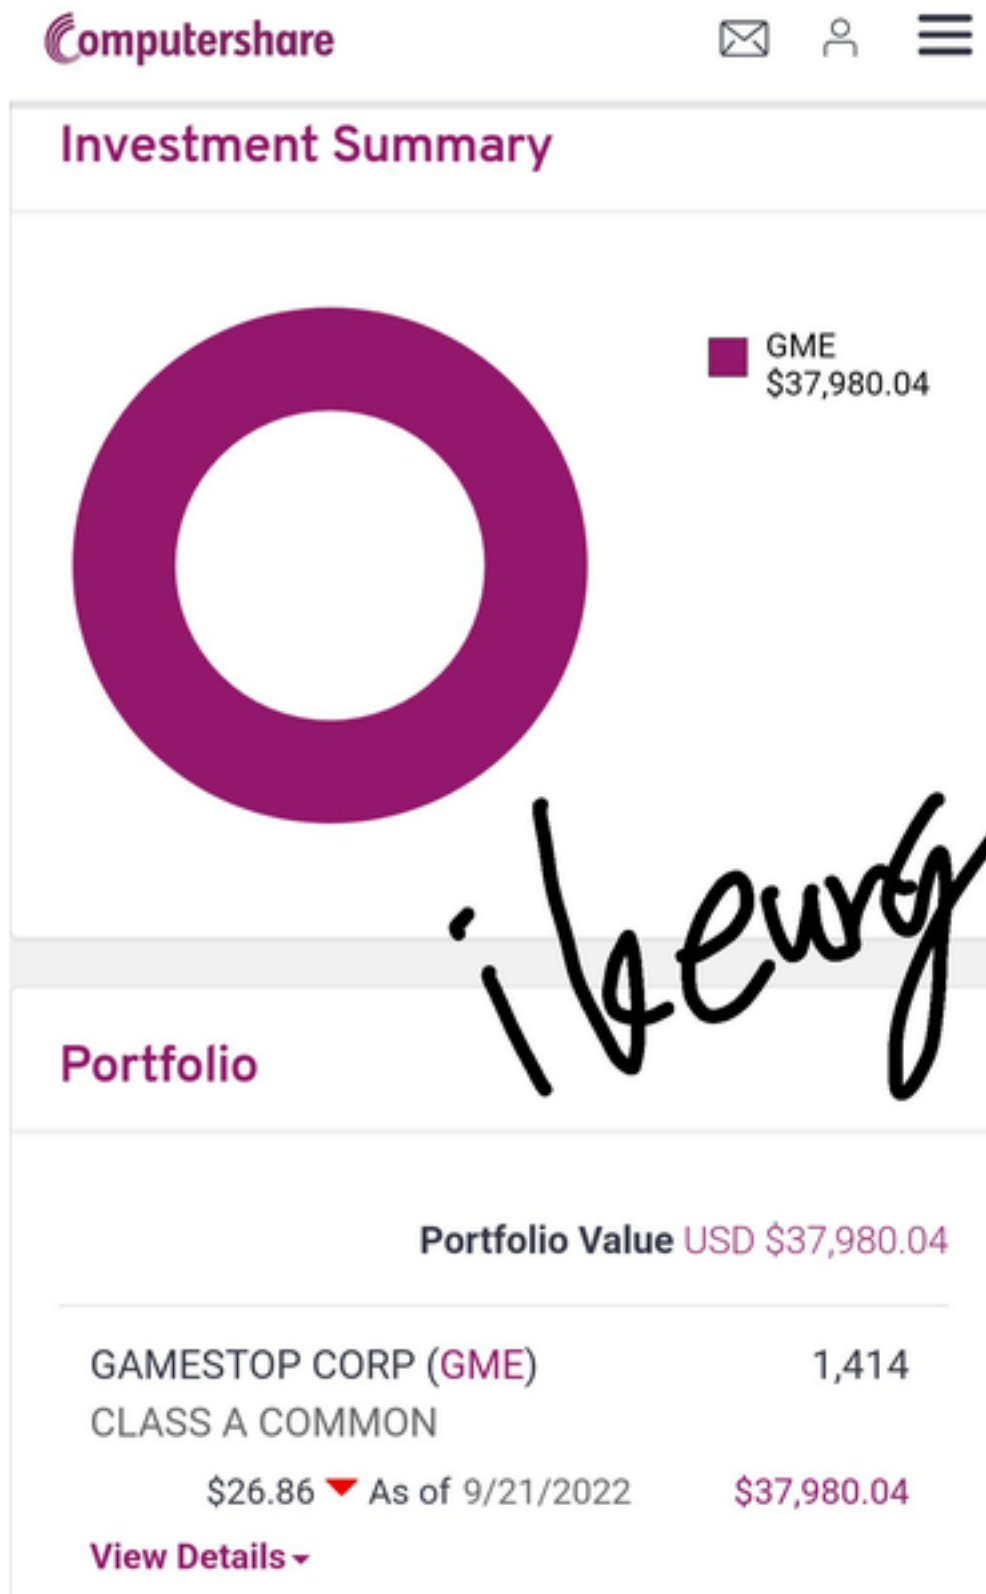 Computershare
Investment Summary
GME
$37,980.04
Portfolio
Portfolio Value USD $37,980.04
GAMESTOP CORP (GME) 1,414
CLASS A COMMON
$26.86 As of 9/21/2022 $37,980.04
View Details